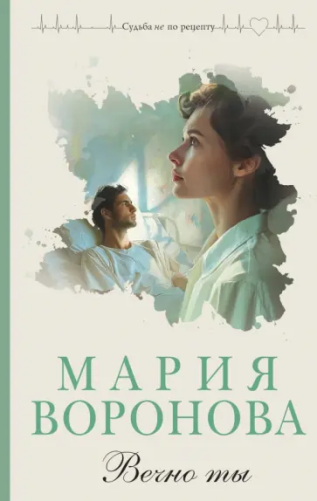 Судьба не по рецепту
МАРИЯ
ВОРОНОВА
Вечно ты